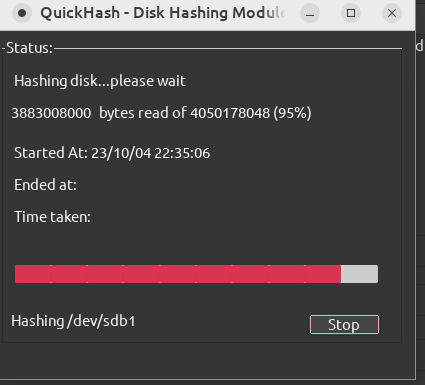 QuickHash - Disk Hashing Module
d
Status:
Hashing disk...please wait
3883008000 bytes read of 4050178048 (95%)
Started At: 23/10/04 22:35:06
Ended at:
Time taken:
Hashing /dev/sdb1
Stop